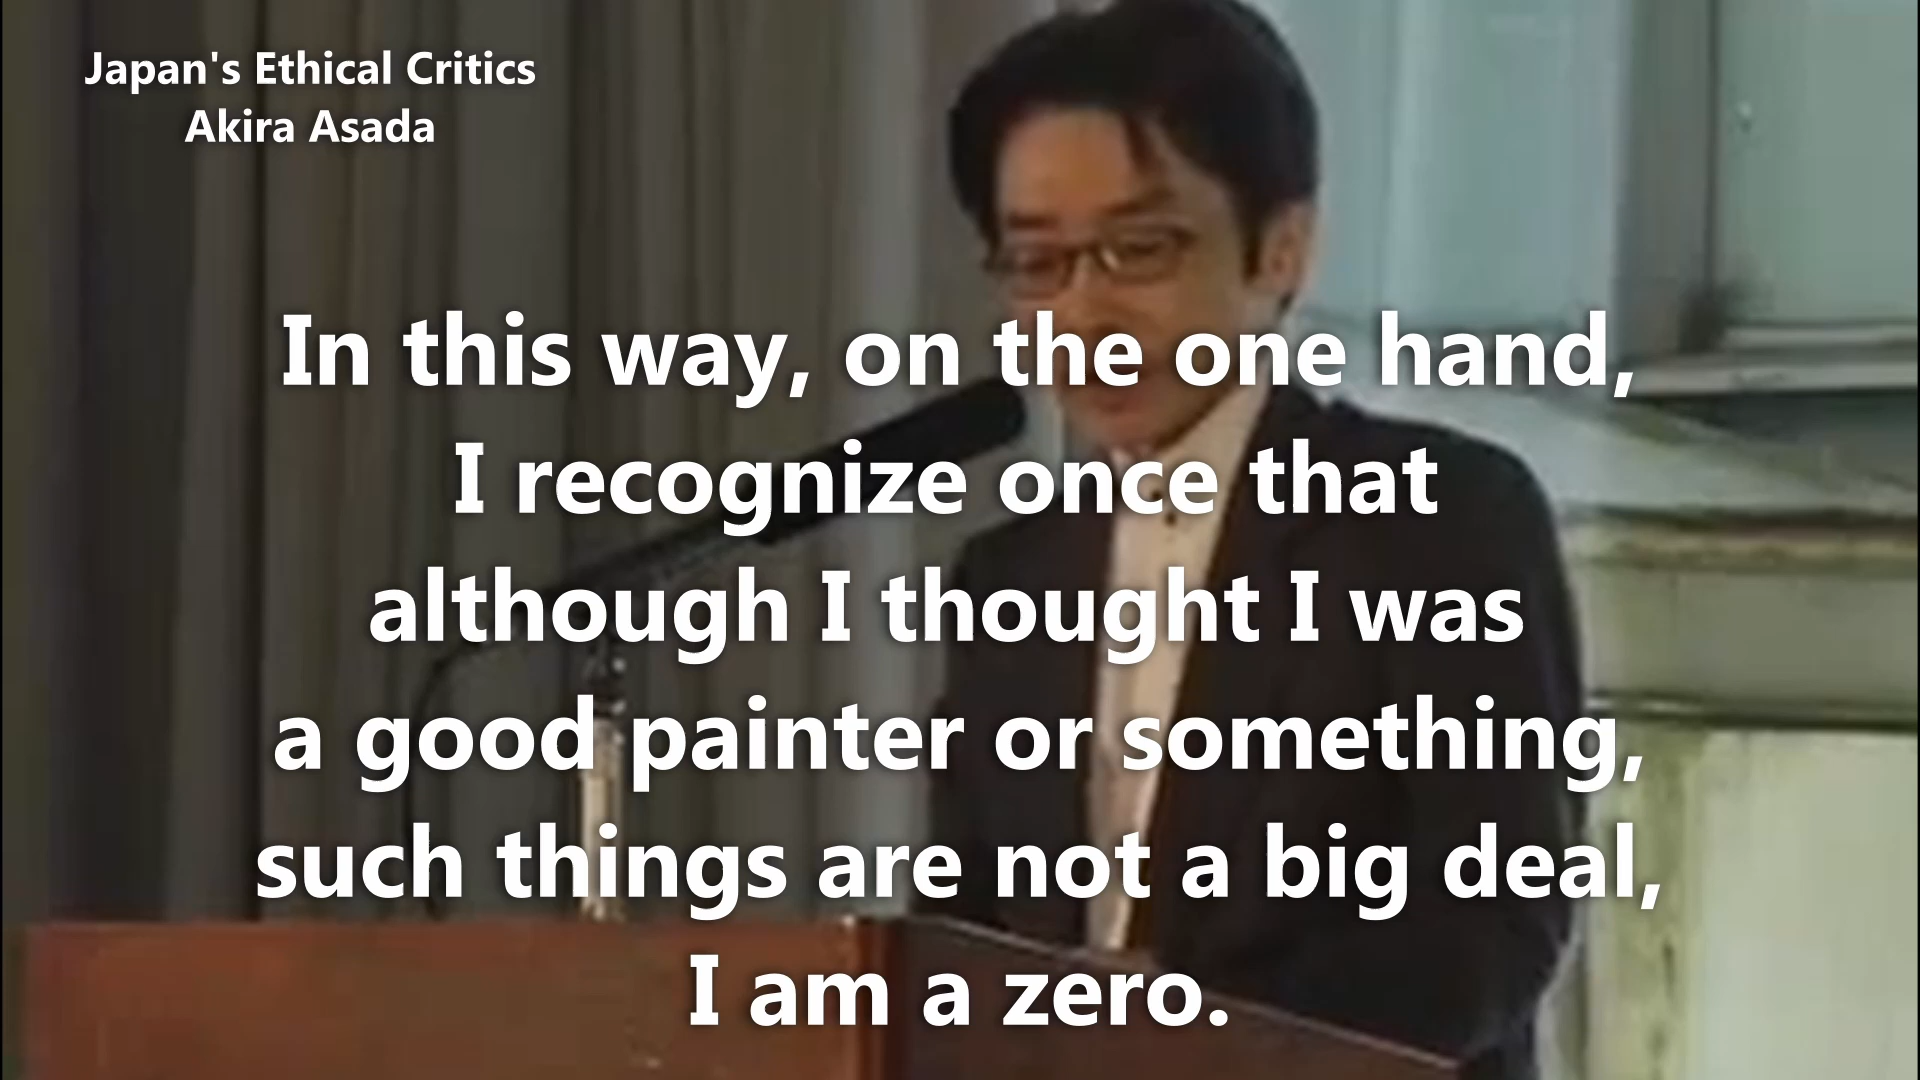 Japan's Ethical Critics
Akira Asada
In this way, on the one hand,
I recognize once that
although I thought I was
a good painter or something,
such things are not a big deal,
I am a zero.